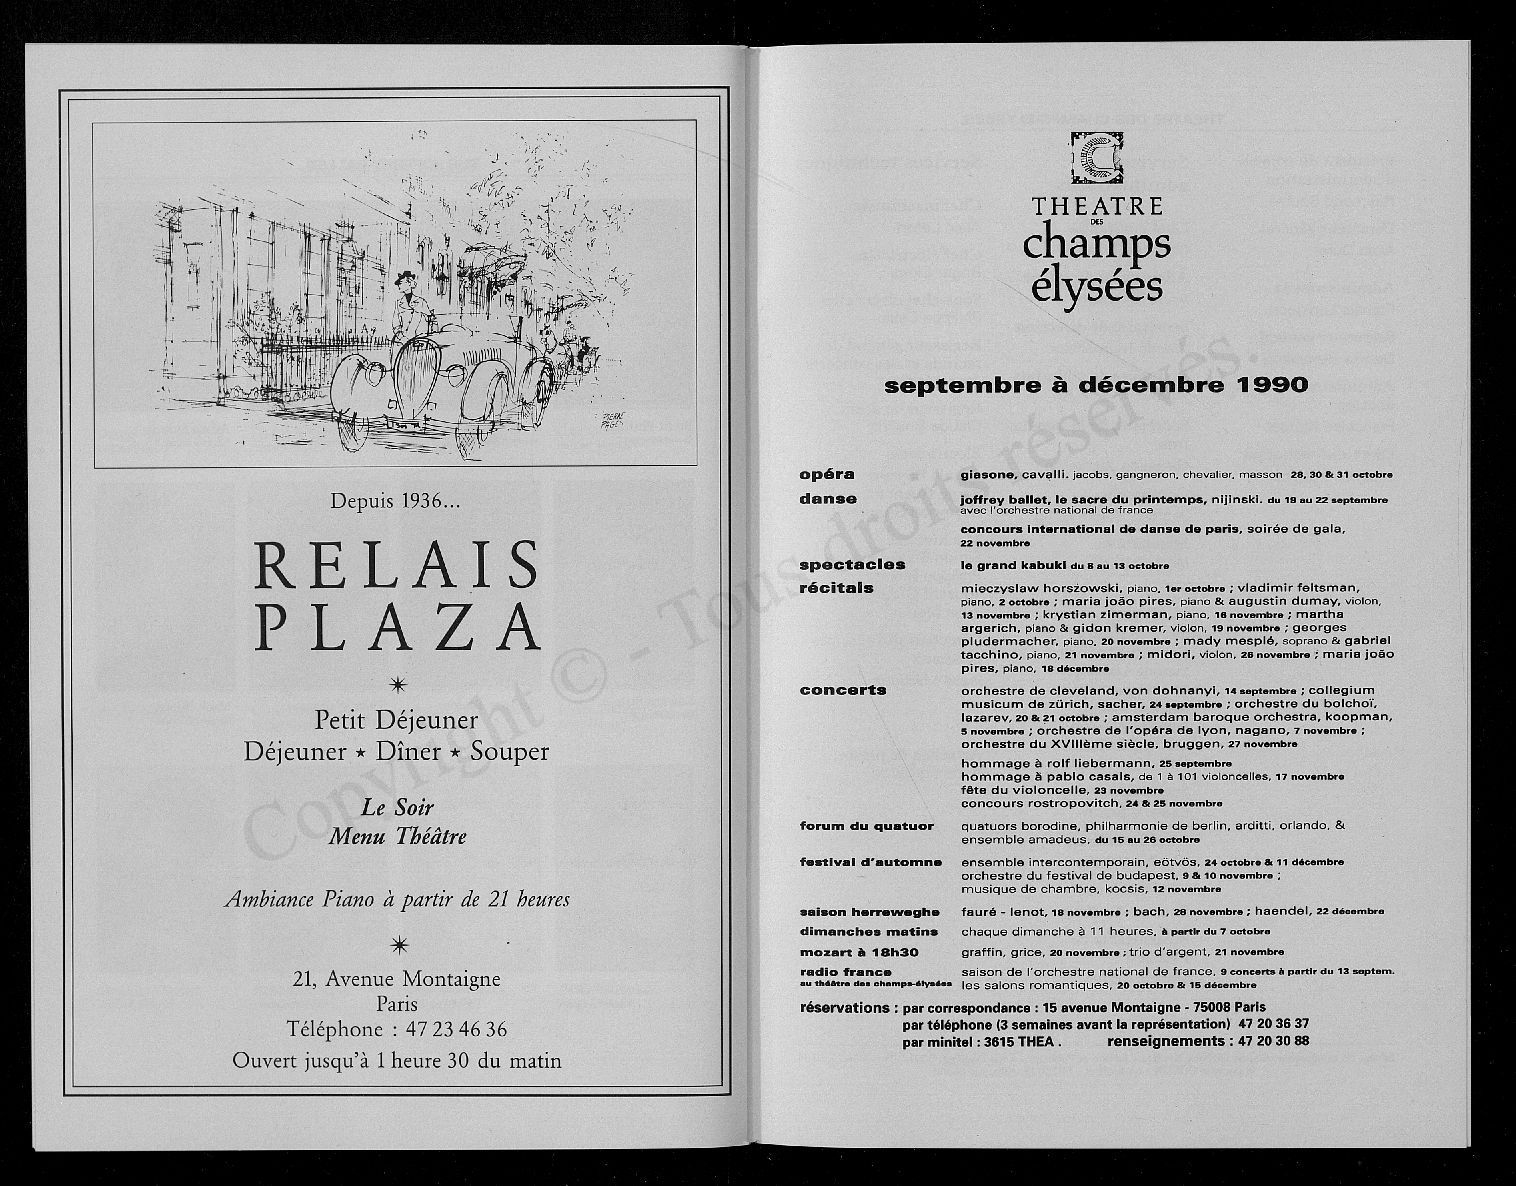 PIERRE
PAGES
Depuis 1936...
RELAIS
PLAZA
Petit Déjeuner
Déjeuner ★ Dîner ★ Souper
Le Soir
Menu Théâtre
Ambiance Piano à partir de 21 heures
21, Avenue Montaigne
Paris
Téléphone : 47 23 46 36
Ouvert jusqu'à 1 heure 30 du matin
Copyright © - Tous droits réservés.
THEATRE
DES
champs
élysées
septembre à décembre 1990
opéra giasone, cavalli. jacobs, gangneron, chevalier, masson 28, 30 & 31 octobre
danse joffrey ballet, le sacre du printemps, nijinski. du 18 au 22 septembre
avec l'orchestre national de france
concours international de danse de paris, soirée de gala,
22 novembre
spectacles le grand kabuki du 8 au 13 octobre
récitals mieczyslaw horszowski, piano, 1er octobre ; vladimir feltsman,
piano, 2 octobre ; maria joão pires, piano & augustin dumay, violon,
13 novembre ; krystian zimerman, piano, 16 novembre ; martha
argerich, piano & gidon kremer, violon, 19 novembre ; georges
pludermacher, piano, 20 novembre ; mady mesplé, soprano & gabriel
tacchino, piano, 21 novembre ; midori, violon, 26 novembre ; maria joão
pires, piano, 18 décembre
concerts orchestre de cleveland, von dohnanyi, 14 septembre ; collegium
musicum de zürich, sacher, 24 septembre ; orchestre du bolchoï,
lazarev, 20 & 21 octobre ; amsterdam baroque orchestra, koopman,
5 novembre ; orchestre de l'opéra de lyon, nagano, 7 novembre ;
orchestre du XVIIIème siècle, bruggen, 27 novembre
hommage à rolf liebermann, 25 septembre
hommage à pablo casals, de 1 à 101 violoncelles, 17 novembre
fête du violoncelle, 23 novembre
concours rostropovitch, 24 & 25 novembre
forum du quatuor quatuors borodine, philharmonie de berlin, arditti, orlando, &
ensemble amadeus, du 15 au 26 octobre
festival d'automne ensemble intercontemporain, eötvös, 24 octobre & 11 décembre
orchestre du festival de budapest, 9 & 10 novembre ;
musique de chambre, kocsis, 12 novembre
saison herreweghe fauré - lenot, 18 novembre ; bach, 28 novembre ; haendel, 22 décembre
dimanches matins chaque dimanche à 11 heures, à partir du 7 octobre
mozart à 18h30 graffin, grice, 20 novembre ; trio d'argent, 21 novembre
radio france saison de l'orchestre national de france, 9 concerts à partir du 13 septem.
au théâtre des champs-élysées les salons romantiques, 20 octobre & 15 décembre
réservations : par correspondance : 15 avenue Montaigne - 75008 Paris
par téléphone (3 semaines avant la représentation) 47 20 36 37
par minitel : 3615 THEA . renseignements : 47 20 30 88